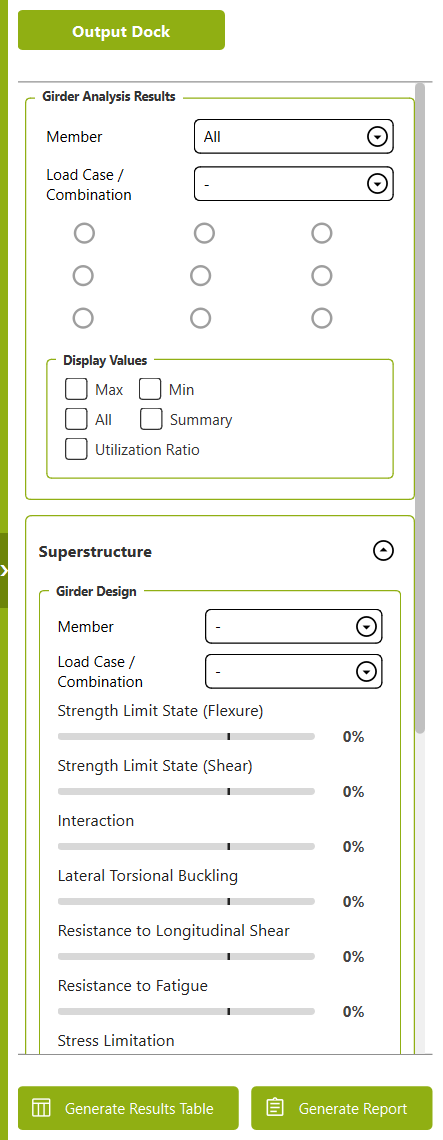 Output Dock
Girder Analysis Results
Member
All
Load Case /
Combination
-
Display Values
Max
Min
All
Summary
Utilization Ratio
Superstructure
Girder Design
Member
-
Load Case /
Combination
-
Strength Limit State (Flexure)
0%
Strength Limit State (Shear)
0%
Interaction
0%
Lateral Torsional Buckling
0%
Resistance to Longitudinal Shear
0%
Resistance to Fatigue
0%
Stress Limitation
Generate Results Table
Generate Report